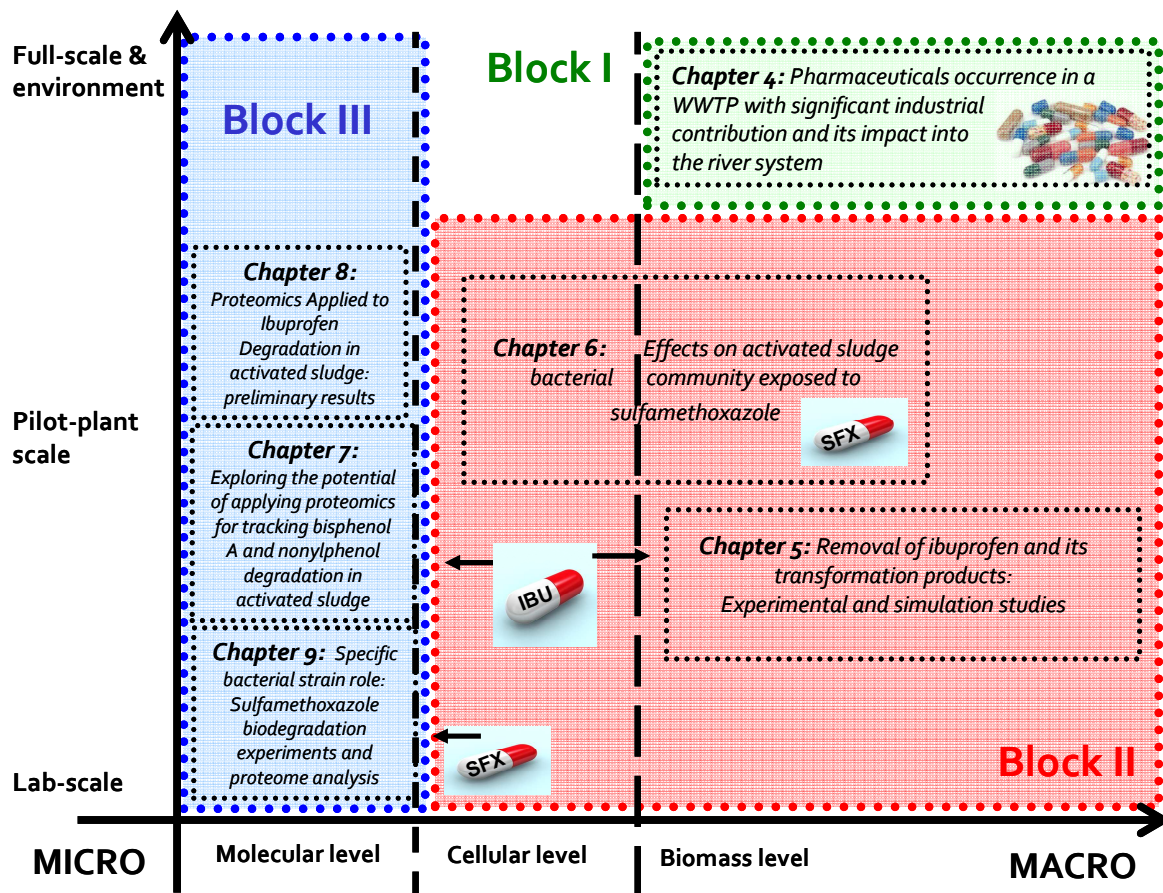 Full-scale &
environment
Block III
Block I
Chapter 4: Pharmaceuticals occurrence in a
WWTP with significant industrial
contribution and its impact into
the river system
Chapter 8:
Proteomics Applied to
Ibuprofen
Degradation in
activated sludge:
preliminary results
Pilot-plant
scale
Chapter 6: Effects on activated sludge
bacterial community exposed to
sulfamethoxazole
SFX
Chapter 7:
Exploring the potential
of applying proteomics
for tracking bisphenol
A and nonylphenol
degradation in
activated sludge
IBU
Chapter 5: Removal of ibuprofen and its
transformation products:
Experimental and simulation studies
Chapter 9: Specific
bacterial strain role:
Sulfamethoxazole
biodegradation
experiments and
proteome analysis
SFX
Block II
Lab-scale
MICRO
Molecular level
Cellular level
Biomass level
MACRO